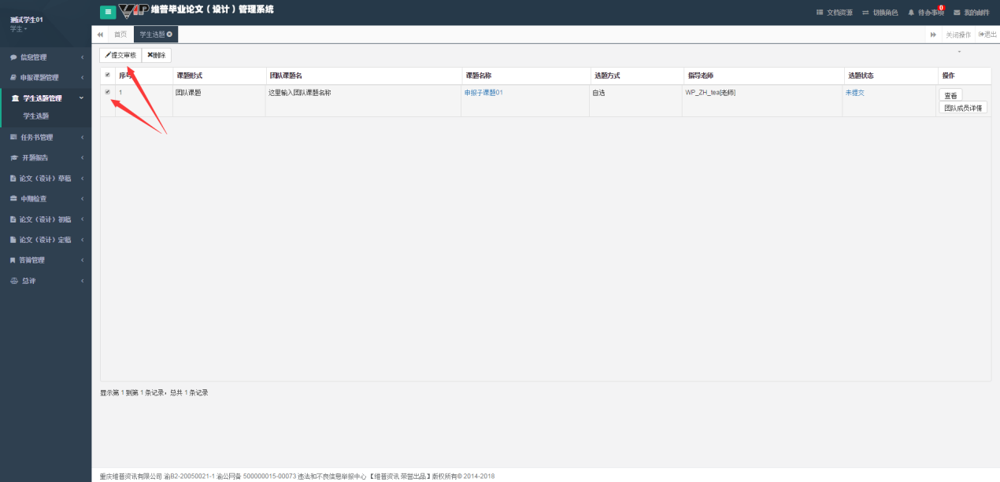 测试学生01
学生
VIP 维普毕业论文（设计）管理系统
文档资源 切换角色 待办事项 0 我的邮件
首页 学生选题 关闭操作 退出
信息管理
申报课题管理
学生选题管理
学生选题
任务书管理
开题报告
论文（设计）草稿
中期检查
论文（设计）初稿
论文（设计）定稿
答辩管理
总评
提交审核 删除
序号 课题形式 团队课题名 课题名称 选题方式 指导老师 选题状态 操作
1 团队课题 这里输入团队课题名称 申报子课题01 自选 WP_ZH_tea[老师] 未提交 查看
团队成员详情
显示第 1 到第 1 条记录，总共 1 条记录
重庆维普资讯有限公司 渝B2-20050021-1 渝公网备 500000015-00073 违法和不良信息举报中心 【维普资讯 荣誉出品】版权所有© 2014-2018